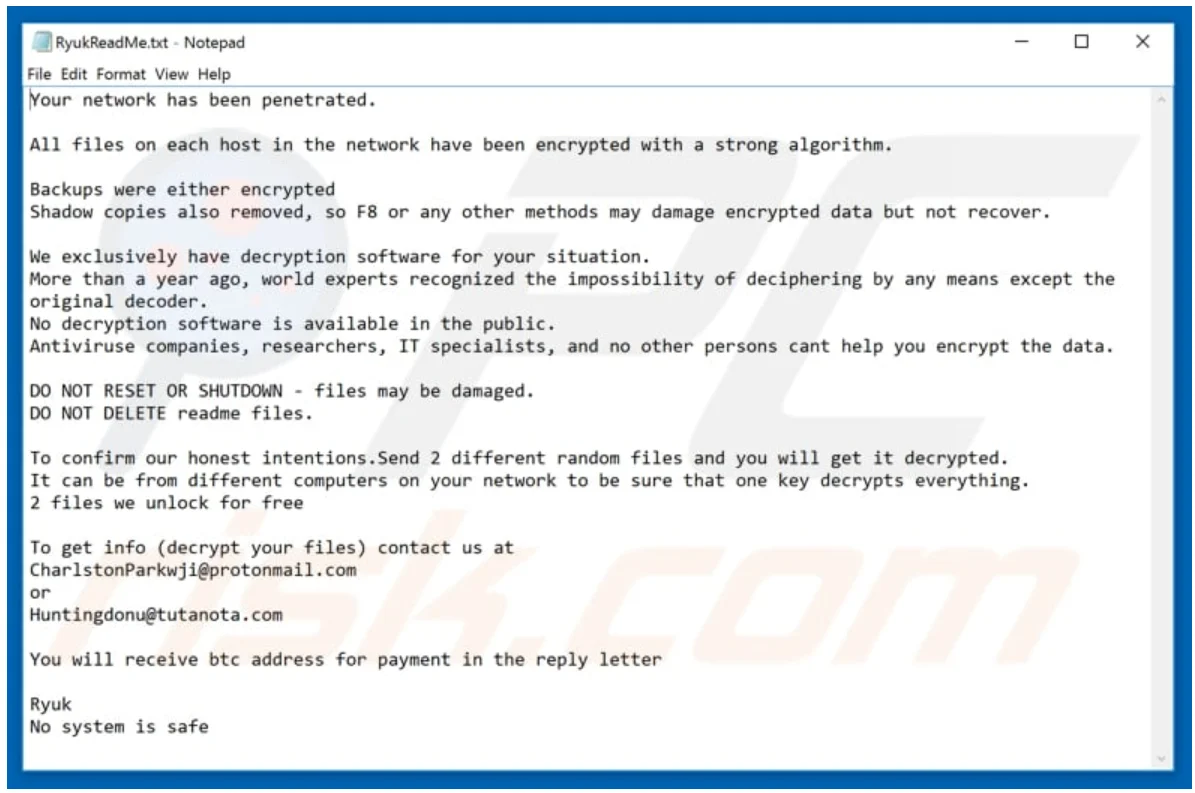 RyukReadMe.txt - Notepad
File Edit Format View Help
Your network has been penetrated.
All files on each host in the network have been encrypted with a strong algorithm.
Backups were either encrypted
Shadow copies also removed, so F8 or any other methods may damage encrypted data but not recover.
We exclusively have decryption software for your situation.
More than a year ago, world experts recognized the impossibility of deciphering by any means except the
original decoder.
No decryption software is available in the public.
Antiviruse companies, researchers, IT specialists, and no other persons cant help you encrypt the data.
DO NOT RESET OR SHUTDOWN - files may be damaged.
DO NOT DELETE readme files.
To confirm our honest intentions.Send 2 different random files and you will get it decrypted.
It can be from different computers on your network to be sure that one key decrypts everything.
2 files we unlock for free
To get info (decrypt your files) contact us at
CharlstonParkwji@protonmail.com
or
Huntingdonu@tutanota.com
You will receive btc address for payment in the reply letter
Ryuk
No system is safe
PC
risk.com